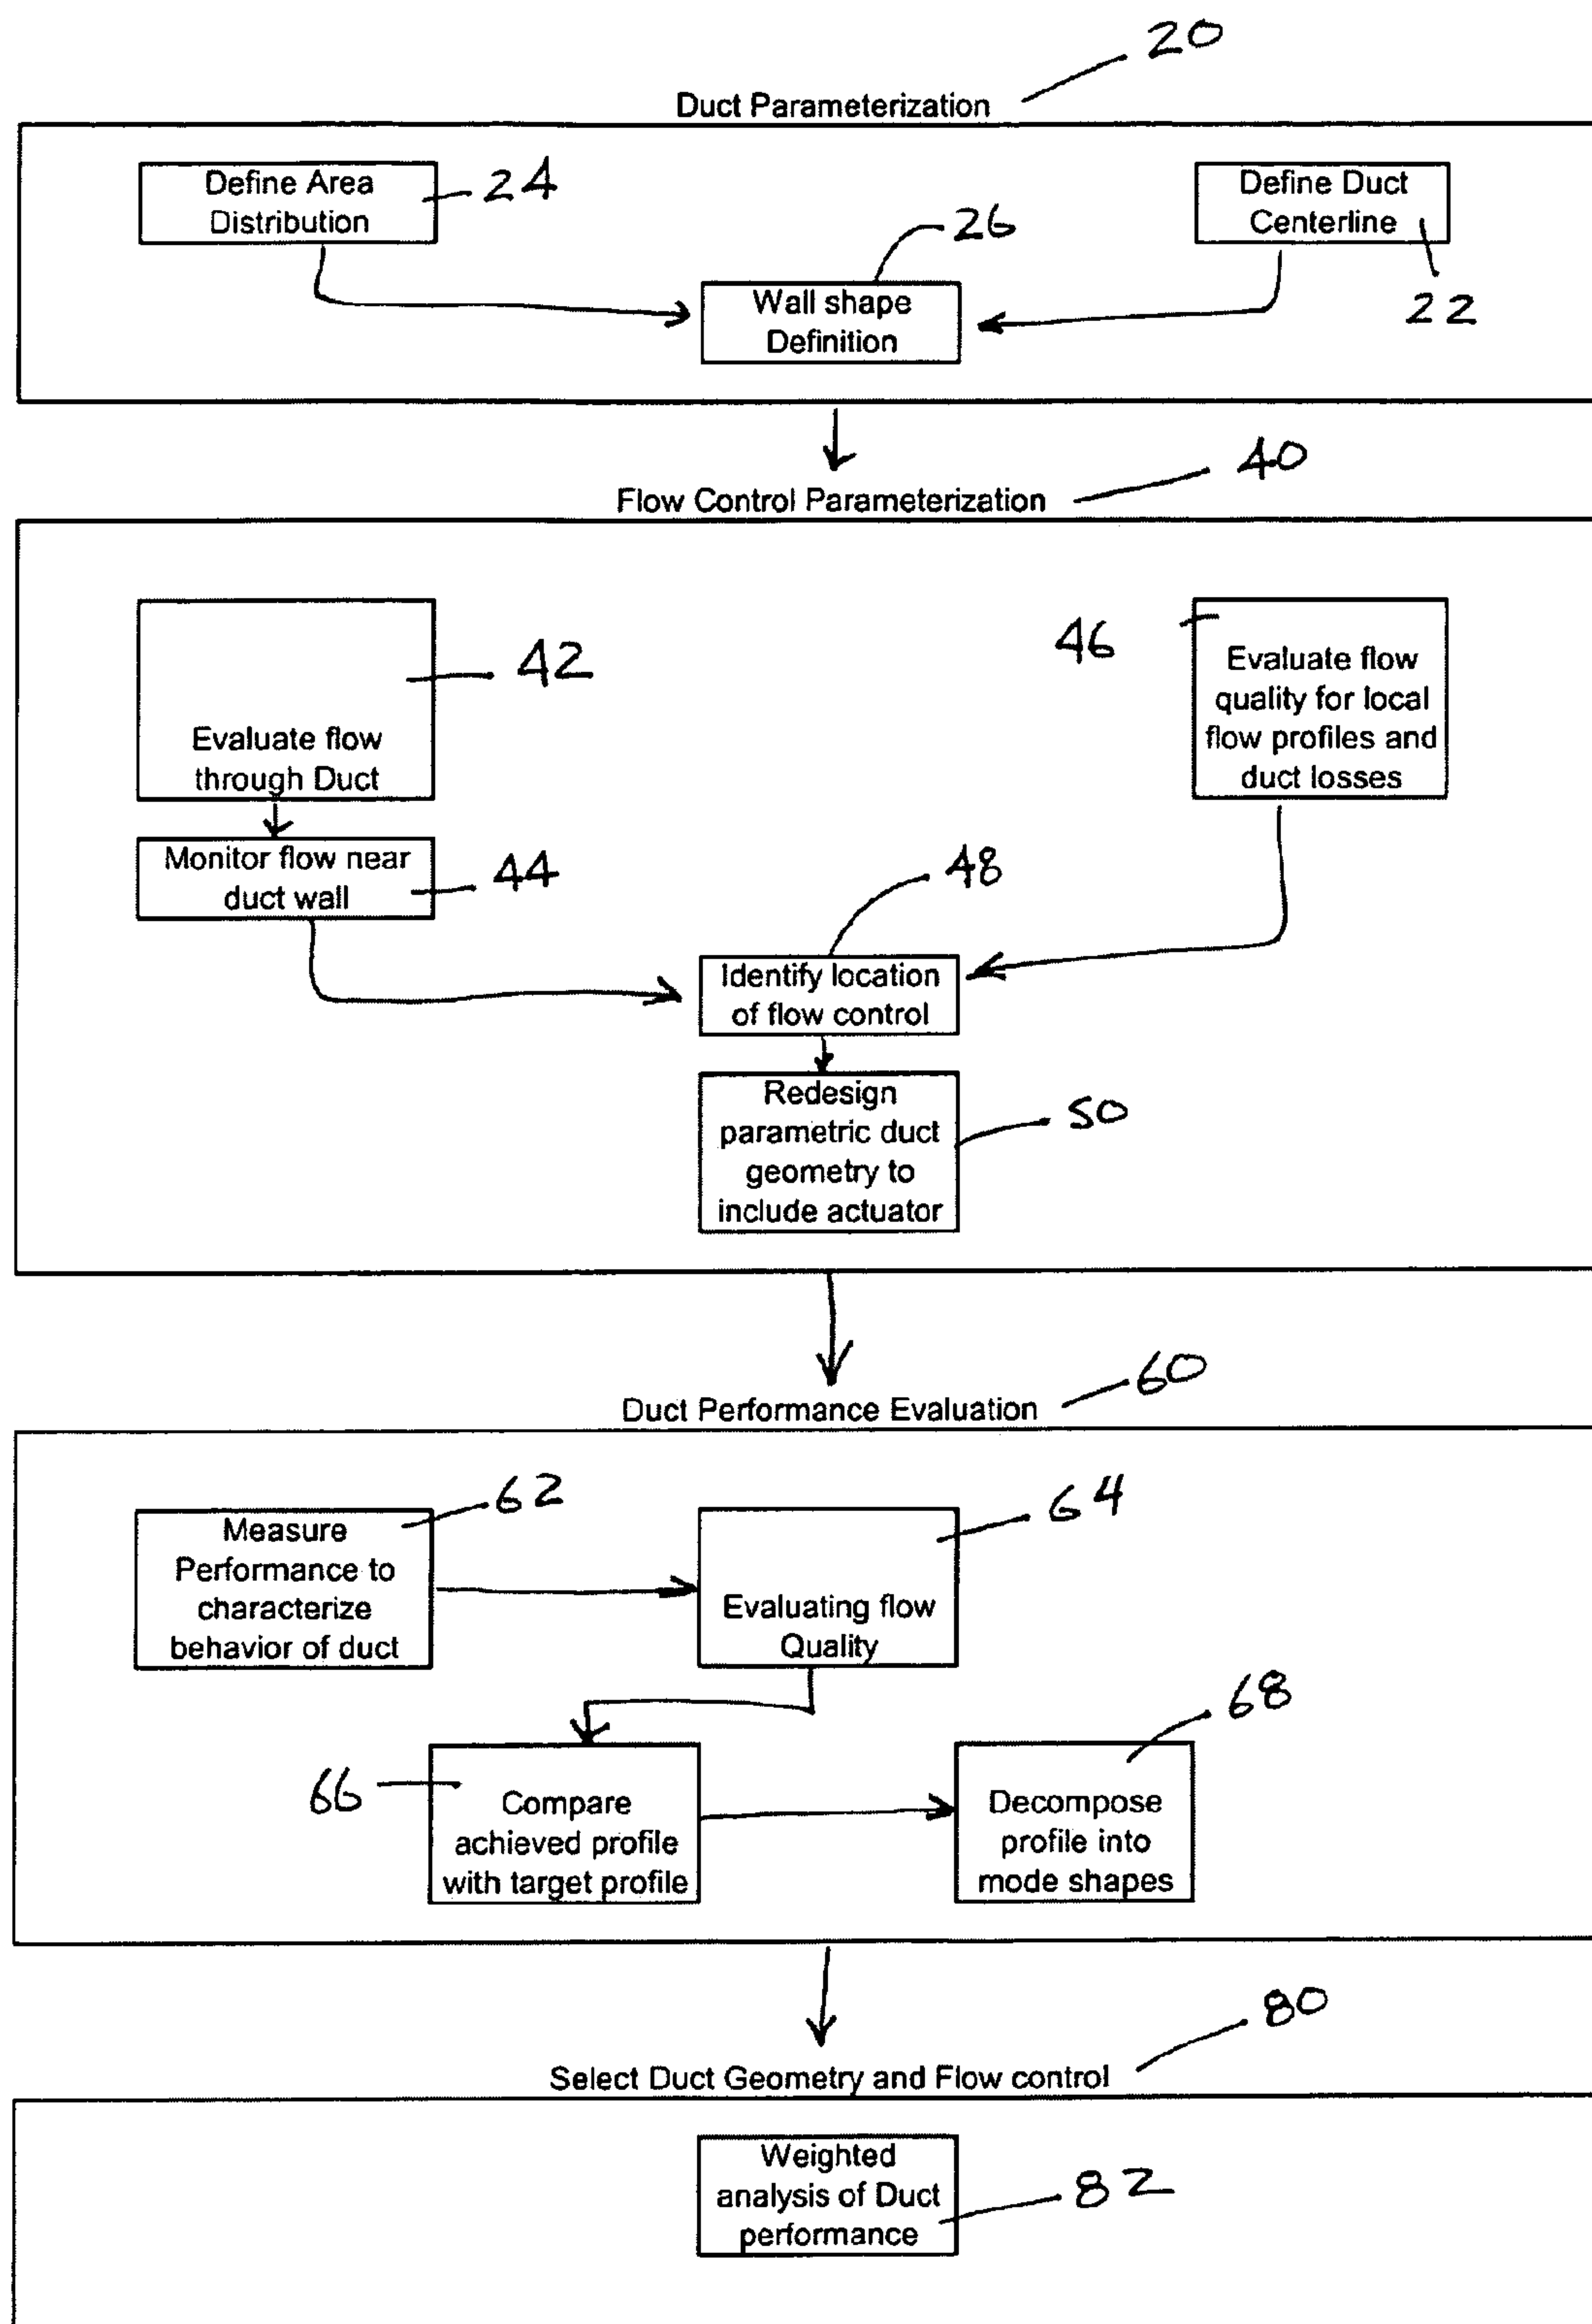 20
Duct Parameterization
Define Area
Distribution
24
Define Duct
Centerline
22
26
Wall shape
Definition
40
Flow Control Parameterization
42
Evaluate flow
through Duct
46
Evaluate flow
quality for local
flow profiles and
duct losses
Monitor flow near
duct wall
44
48
Identify location
of flow control
Redesign
parametric duct
geometry to
include actuator
50
60
Duct Performance Evaluation
62
Measure
Performance to
characterize
behavior of duct
64
Evaluating flow
Quality
66
Compare
achieved profile
with target profile
68
Decompose
profile into
mode shapes
80
Select Duct Geometry and Flow control
Weighted
analysis of Duct
performance
82